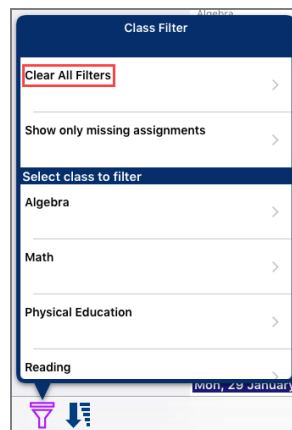 Algebra
Class Filter
Clear All Filters
Show only missing assignments
Select class to filter
Algebra
Math
Physical Education
Reading
Mon, 29 January